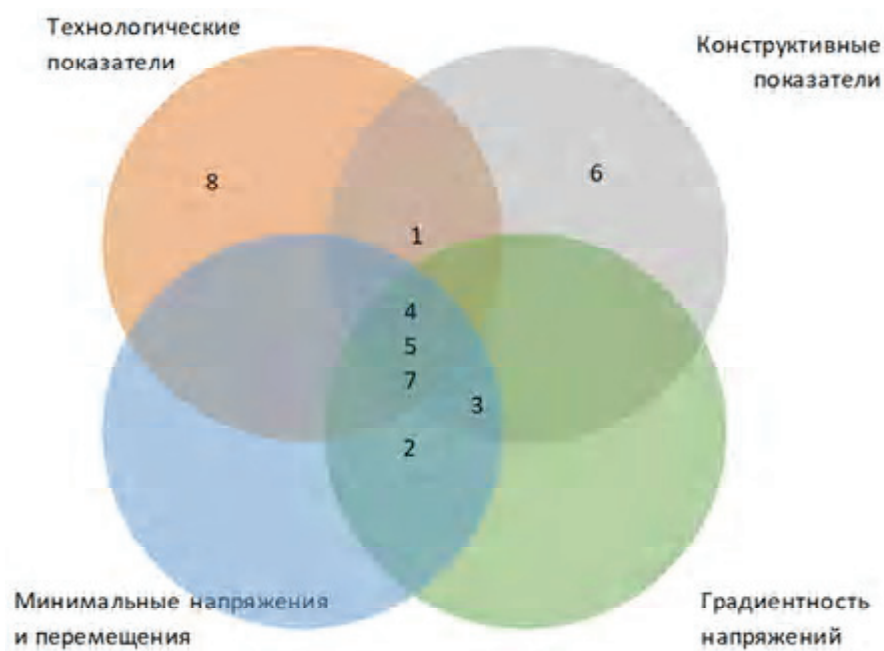 Технологические
показатели
Конструктивные
показатели
8
6
1
4
5
7
3
2
Минимальные напряжения
и перемещения
Градиентность
напряжений